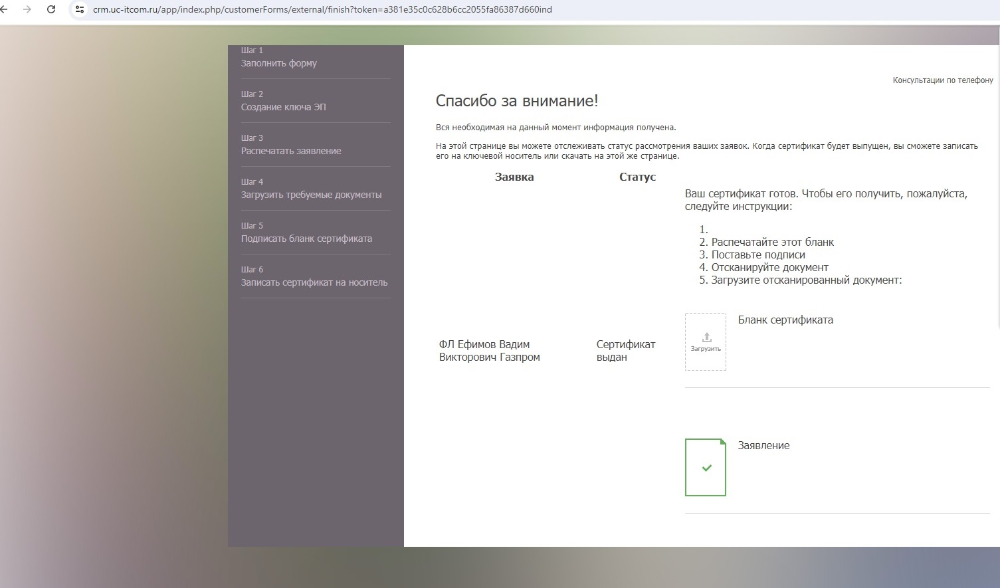 crm.uc-itcom.ru/app/index.php/customerForms/external/finish?token=a381e35c0c628b6cc2055fa86387d660ind
Шаг 1
Заполнить форму
Шаг 2
Создание ключа ЭП
Шаг 3
Распечатать заявление
Шаг 4
Загрузить требуемые документы
Шаг 5
Подписать бланк сертификата
Шаг 6
Записать сертификат на носитель
Консультации по телефону
Спасибо за внимание!
Вся необходимая на данный момент информация получена.
На этой странице вы можете отслеживать статус рассмотрения ваших заявок. Когда сертификат будет выпущен, вы сможете записать
его на ключевой носитель или скачать на этой же странице.
Заявка
Статус
Ваш сертификат готов. Чтобы его получить, пожалуйста,
следуйте инструкции:
1.
2. Распечатайте этот бланк
3. Поставьте подписи
4. Отсканируйте документ
5. Загрузите отсканированный документ:
ФЛ Ефимов Вадим
Викторович Газпром
Сертификат
выдан
Загрузить
Бланк сертификата
Заявление